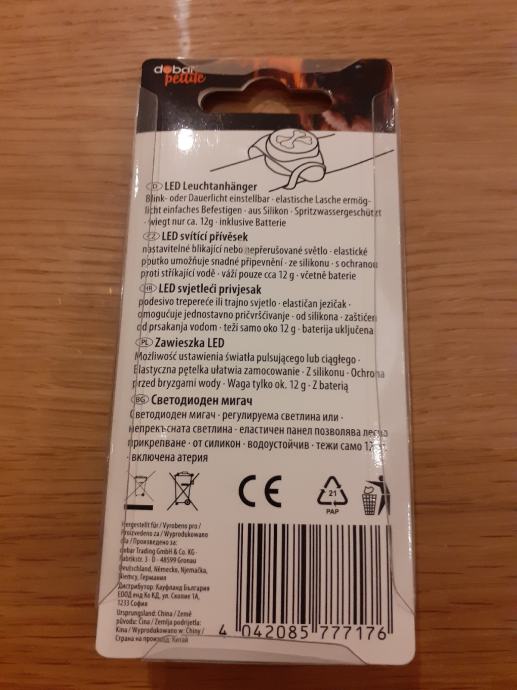 dobar
petlife
D LED Leuchtanhänger
Blink- oder Dauerlicht einstellbar · elastische Lasche ermög-
licht einfaches Befestigen · aus Silikon · Spritzwassergeschützt
· wiegt nur ca. 12g · inklusive Batterie
CZ LED svítící přívěsek
nastavitelné blikající nebo nepřerušované světlo · elastické
poutko umožňuje snadné připevnění · ze silikonu · s ochranou
proti stříkající vodě · váží pouze cca 12 g · včetně baterie
HR LED svjetleći privjesak
podesivo trepereće ili trajno svjetlo · elastičan jezičak ·
omogućuje jednostavno pričvršćivanje · od silikona · zaštićen
od prsakanja vodom · teži samo oko 12 g · baterija uključena
PL Zawieszka LED
Możliwość ustawienia światła pulsującego lub ciągłego ·
Elastyczna pętelka ułatwia zamocowanie · Z silikonu · Ochrona
przed bryzgami wody · Waga tylko ok. 12 g · Z baterią
BG Светодиоден мигач
Светодиоден мигач · регулируема светлина или ·
непрекъсната светлина · еластичен панел позволява лесно
прикрепване · от силикон · водоустойчив · тежи само 12
· включена атерия
CE
21
PAP
Hergestellt für / Vyrobeno pro /
Proizvedeno za / Wyprodukowano
dla / Произведено за:
dobar Trading GmbH & Co. KG·
Fabrikstr. 3 · D - 48599 Gronau
Deutschland, Německo, Njemačka,
Niemcy, Германия
Дистрибутор: Кауфланд България
ЕООД енд Ко КД, ул. Скопие 1А,
1233 София
Ursprungsland: China / Země
původu: Čína / Zemlja podrijetla:
Kina / Wyprodukowano w: Chiny /
Страна на произход: Китай
4 042085 777176